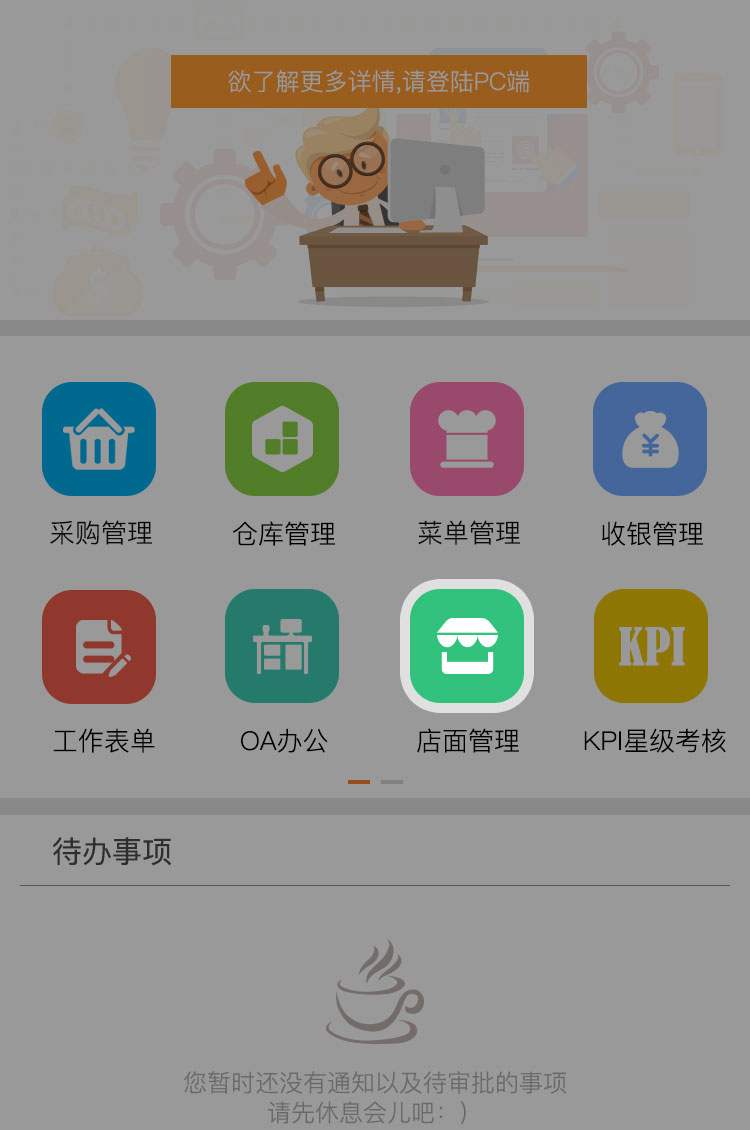 欲了解更多详情,请登陆PC端
采购管理
仓库管理
菜单管理
收银管理
KPI
工作表单
OA办公
店面管理
KPI星级考核
待办事项
您暂时还没有通知以及待审批的事项
请先休息会儿吧：)